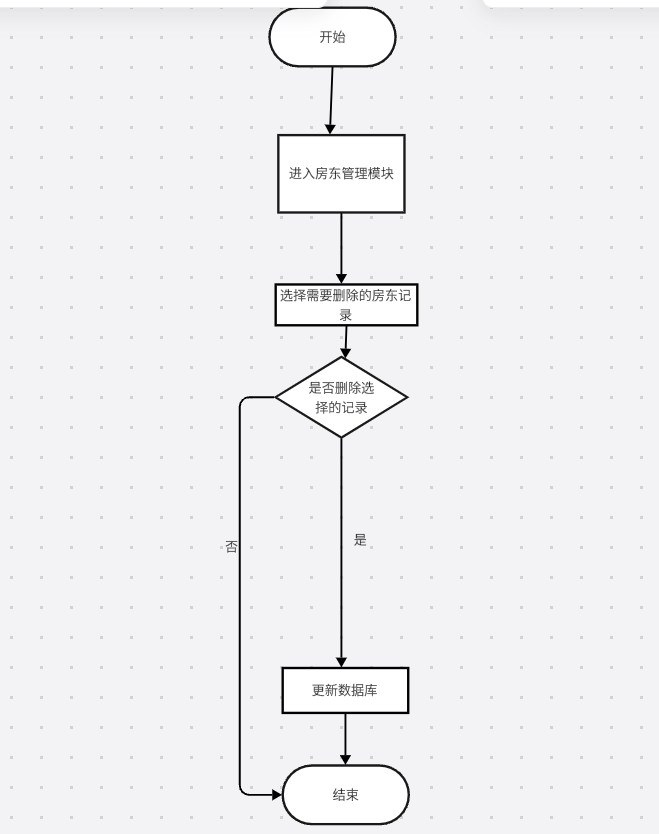 开始
进入房东管理模块
选择需要删除的房东记
录
是否删除选
择的记录
否
是
更新数据库
结束